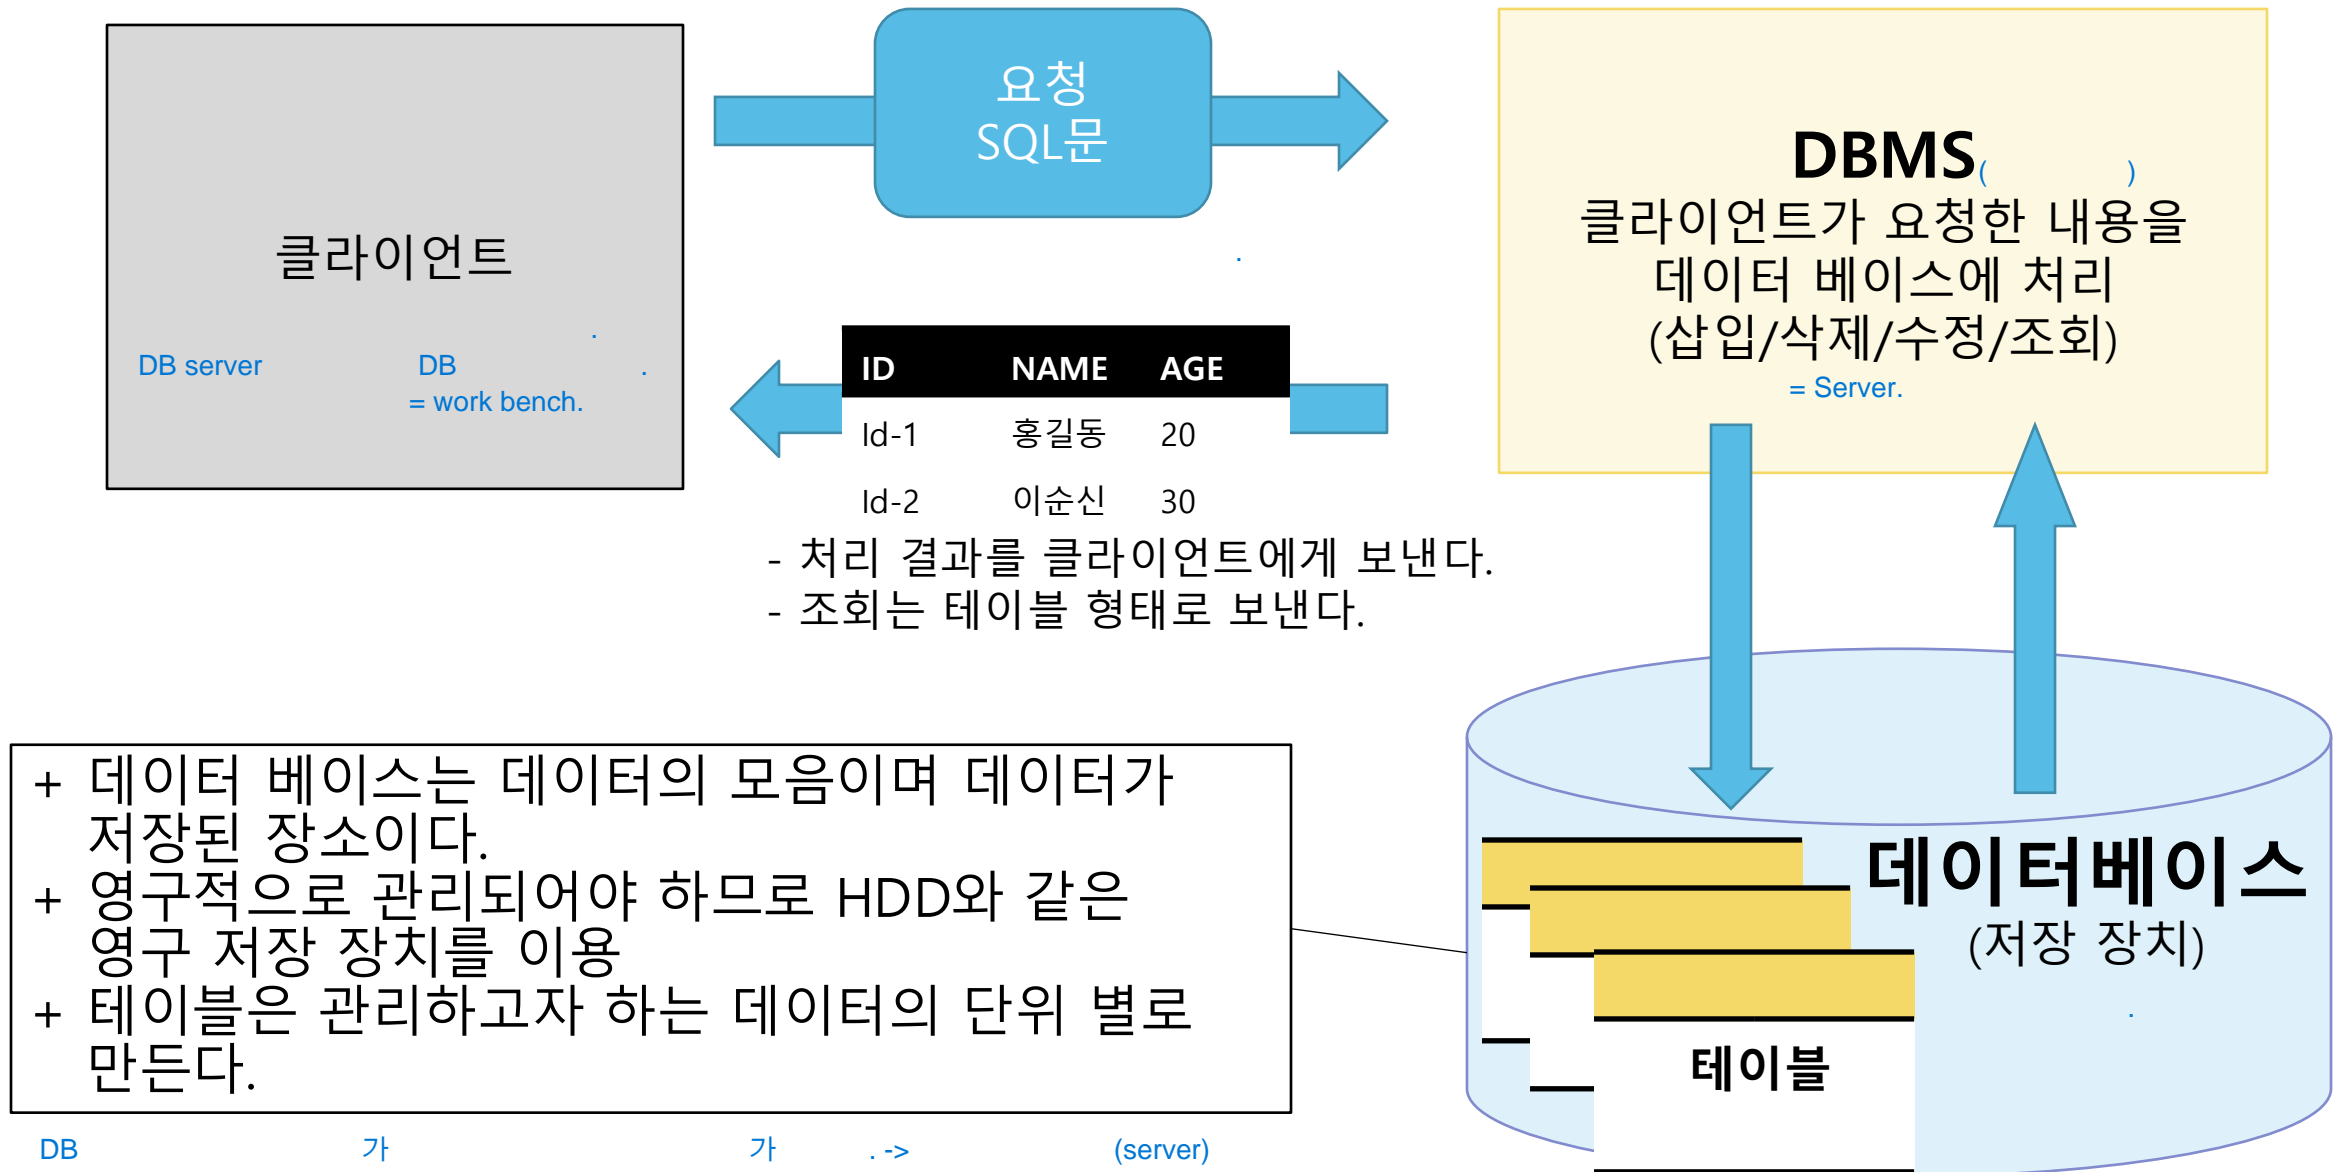 클라이언트
.
DB server DB .
= work bench.
요청
SQL문
.
ID NAME AGE
Id-1 홍길동 20
Id-2 이순신 30
- 처리 결과를 클라이언트에게 보낸다.
- 조회는 테이블 형태로 보낸다.
DBMS( )
클라이언트가 요청한 내용을
데이터 베이스에 처리
(삽입/삭제/수정/조회)
= Server.
+ 데이터 베이스는 데이터의 모음이며 데이터가
저장된 장소이다.
+ 영구적으로 관리되어야 하므로 HDD와 같은
영구 저장 장치를 이용
+ 테이블은 관리하고자 하는 데이터의 단위 별로
만든다.
데이터베이스
(저장 장치)
.
테이블
DB 가 가 . -> (server)